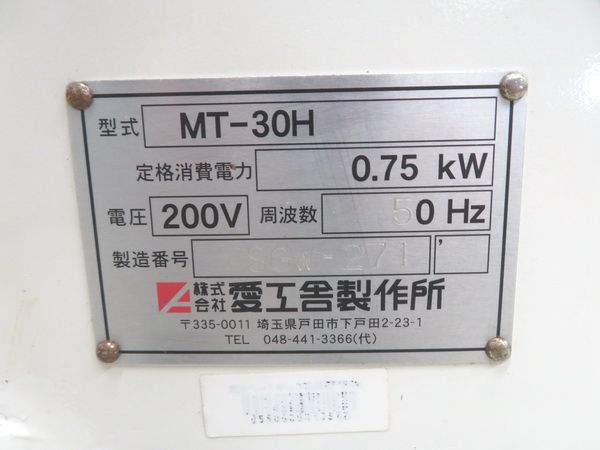 型式 MT-30H
定格消費電力 0.75 kW
電圧 200V 周波数 50 Hz
製造番号 SGW-271
株式会社 愛工舎製作所
〒335-0011 埼玉県戸田市下戸田2-23-1
TEL 048-441-3366(代)